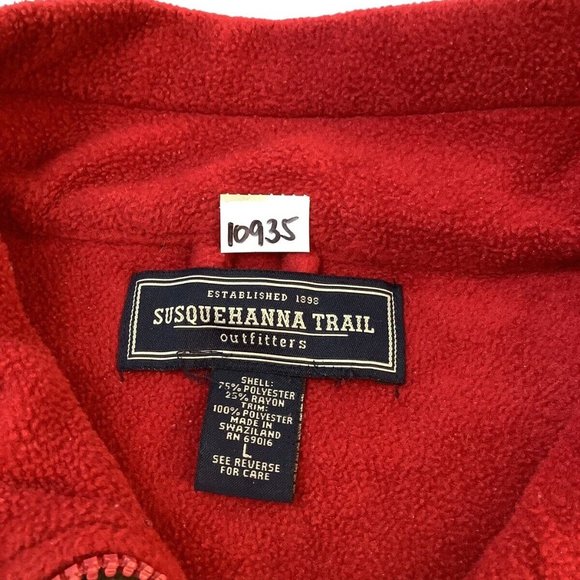 10935
ESTABLISHED 1898
SUSQUEHANNA TRAIL
outfitters
SHELL:
75% POLYESTER
25% RAYON
TRIM:
100% POLYESTER
MADE IN
SWAZILAND
RN 69016
L
SEE REVERSE
FOR CARE